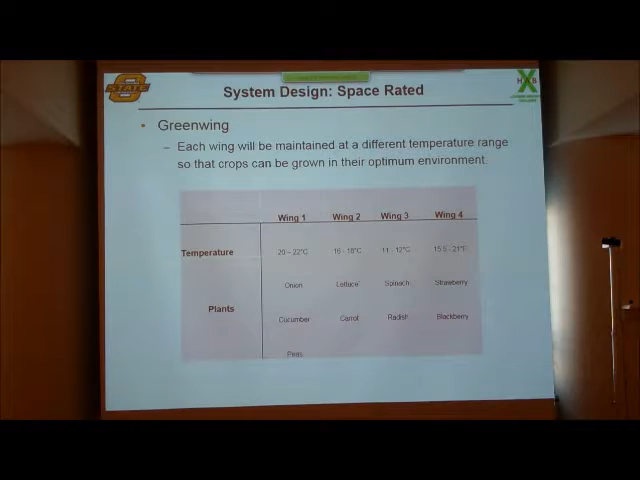 STATE
X
H B
System Design: Space Rated
• Greenwing
– Each wing will be maintained at a different temperature range
so that crops can be grown in their optimum environment.
Wing 1 Wing 2 Wing 3 Wing 4
Temperature 20 - 22°C 16 - 18°C 11 - 12°C 15.5 - 21°F
Onion Lettuce Spinach Strawberry
Plants
Cucumber Carrot Radish Blackberry
Peas